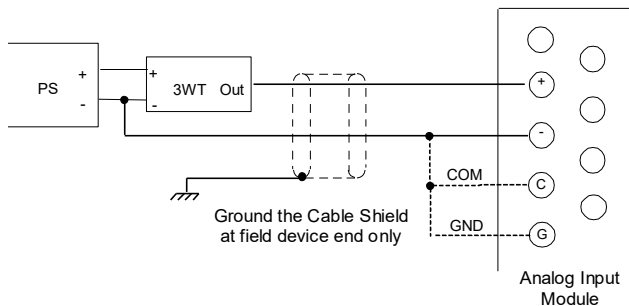 + + +
PS 3WT Out
- - -
COM C
Ground the Cable Shield
at field device end only
GND G
Analog Input
Module